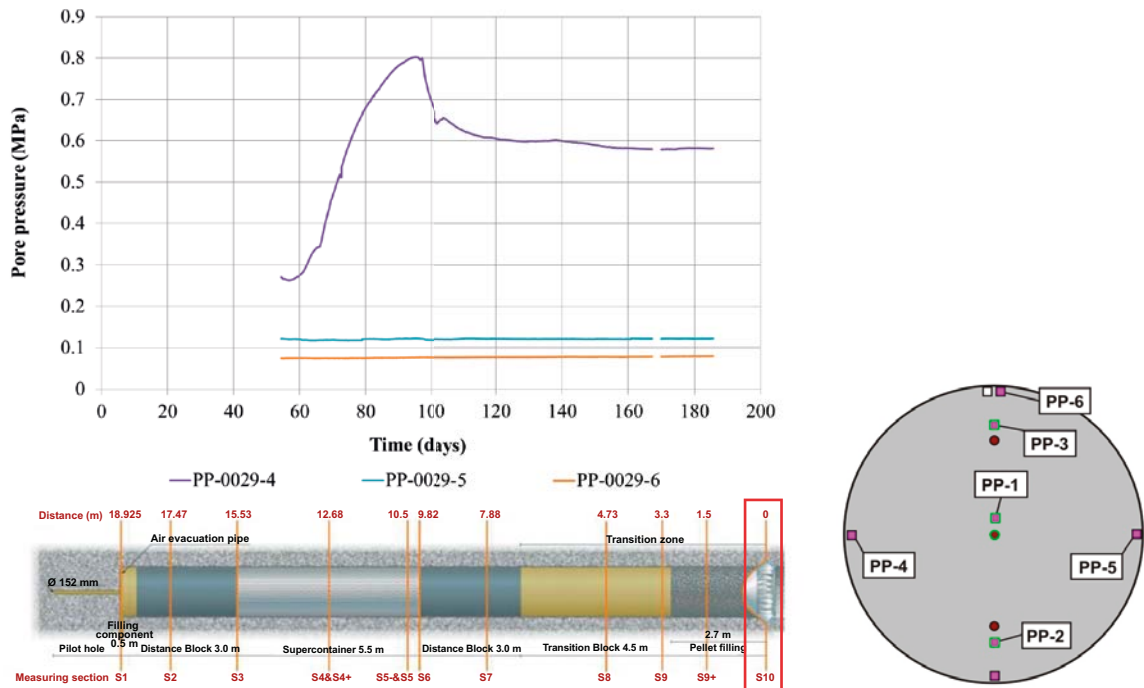 0.9
0.8
0.7
0.6
0.5
0.4
0.3
0.2
0.1
0
Pore pressure (MPa)
0 20 40 60 80 100 120 140 160 180 200
Time (days)
PP-0029-4 PP-0029-5 PP-0029-6
Distance (m) 18.925 17.47 15.53 12.68 10.5 9.82 7.88 4.73 3.3 1.5 0
Air evacuation pipe Transition zone
Ø 152 mm
Filling
component
0.5 m
2.7 m
Pilot hole Distance Block 3.0 m Supercontainer 5.5 m Distance Block 3.0 m Transition Block 4.5 m Pellet filling
Measuring section S1 S2 S3 S4&S4+ S5-&S5 S6 S7 S8 S9 S9+ S10
PP-6
PP-3
PP-1
PP-4 PP-5
PP-2